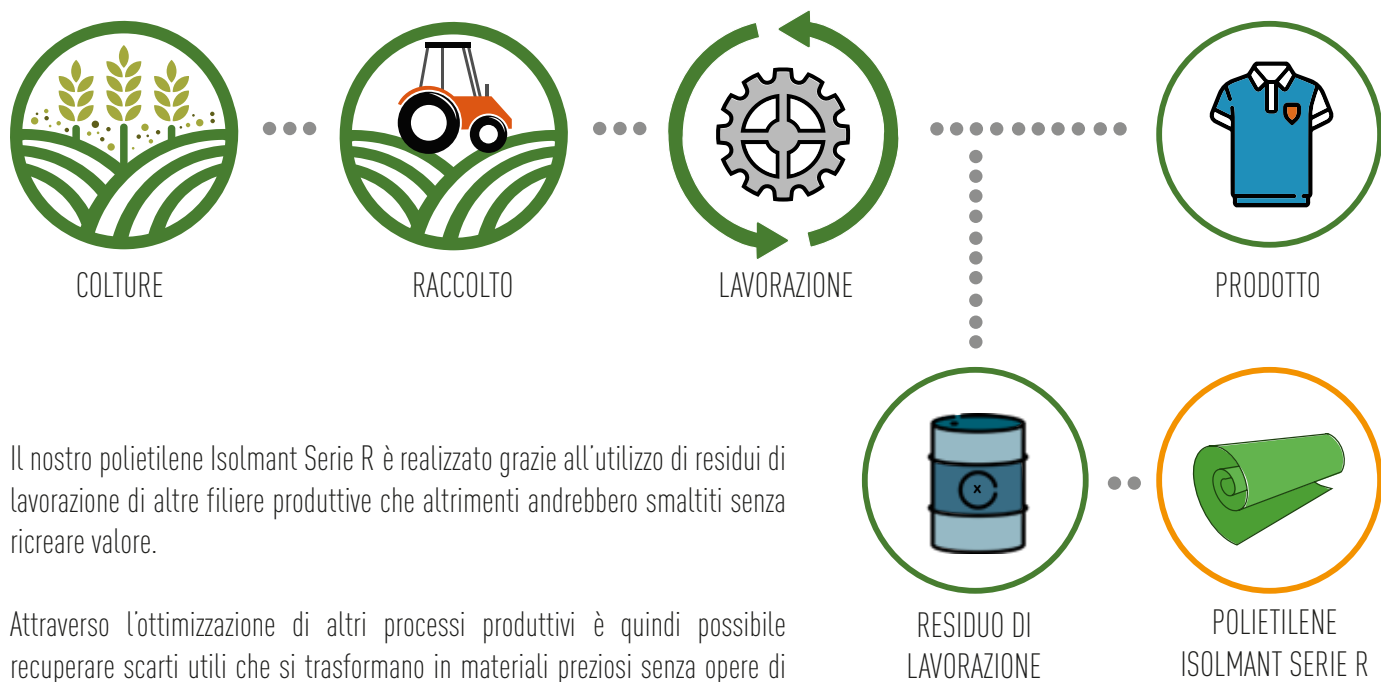 COLTURE
RACCOLTO
LAVORAZIONE
PRODOTTO
Il nostro polietilene Isolmant Serie R è realizzato grazie all'utilizzo di residui di
lavorazione di altre filiere produttive che altrimenti andrebbero smaltiti senza
ricreare valore.
Attraverso l'ottimizzazione di altri processi produttivi è quindi possibile
recuperare scarti utili che si trasformano in materiali preziosi senza opere di
x
RESIDUO DI
LAVORAZIONE
POLIETILENE
ISOLMANT SERIE R